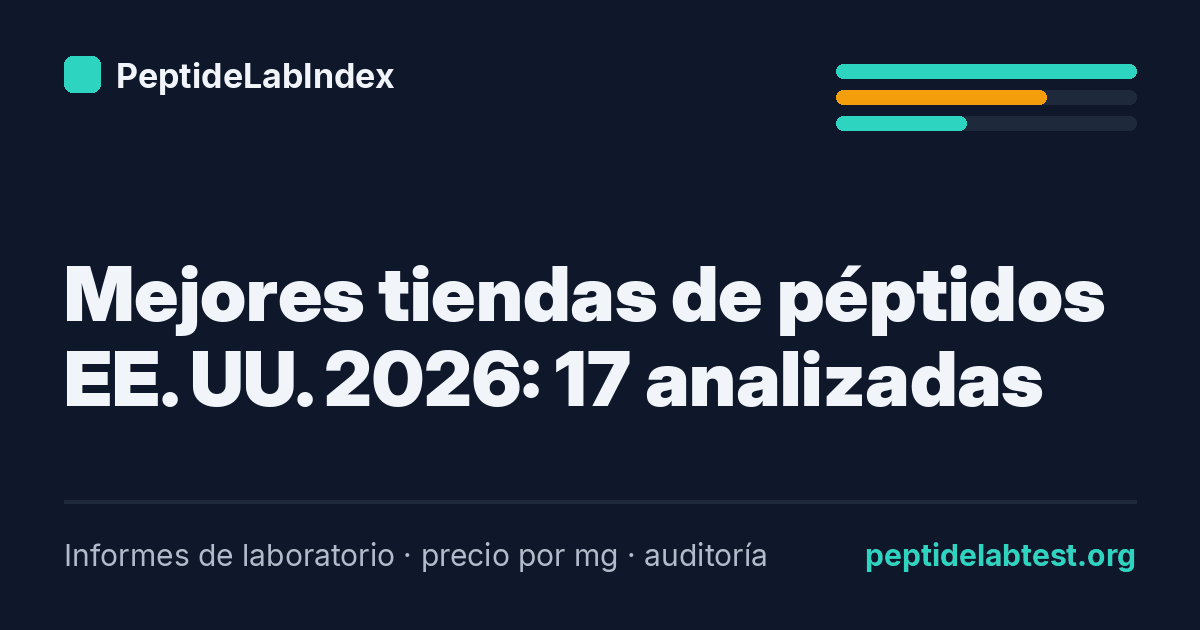 PeptideLabIndex
Mejores tiendas de péptidos
EE. UU. 2026: 17 analizadas
Informes de laboratorio · precio por mg · auditoría
peptidelabtest.org